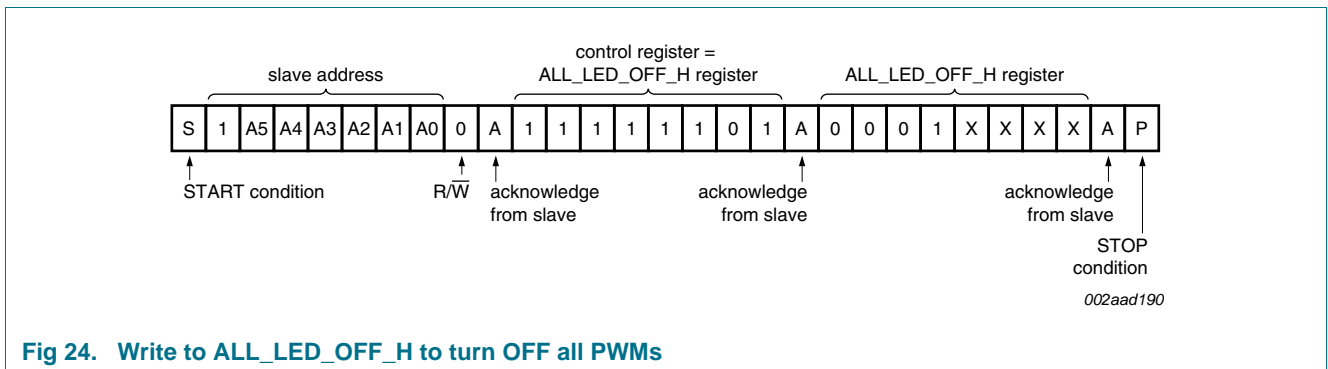 control register =
slave address ALL_LED_OFF_H register ALL_LED_OFF_H register
S 1 A5 A4 A3 A2 A1 A0 0 A 1 1 1 1 1 1 0 1 A 0 0 0 1 X X X X A P
START condition R/W̅ acknowledge acknowledge acknowledge
from slave from slave from slave
STOP
condition
002aad190
Fig 24. Write to ALL_LED_OFF_H to turn OFF all PWMs